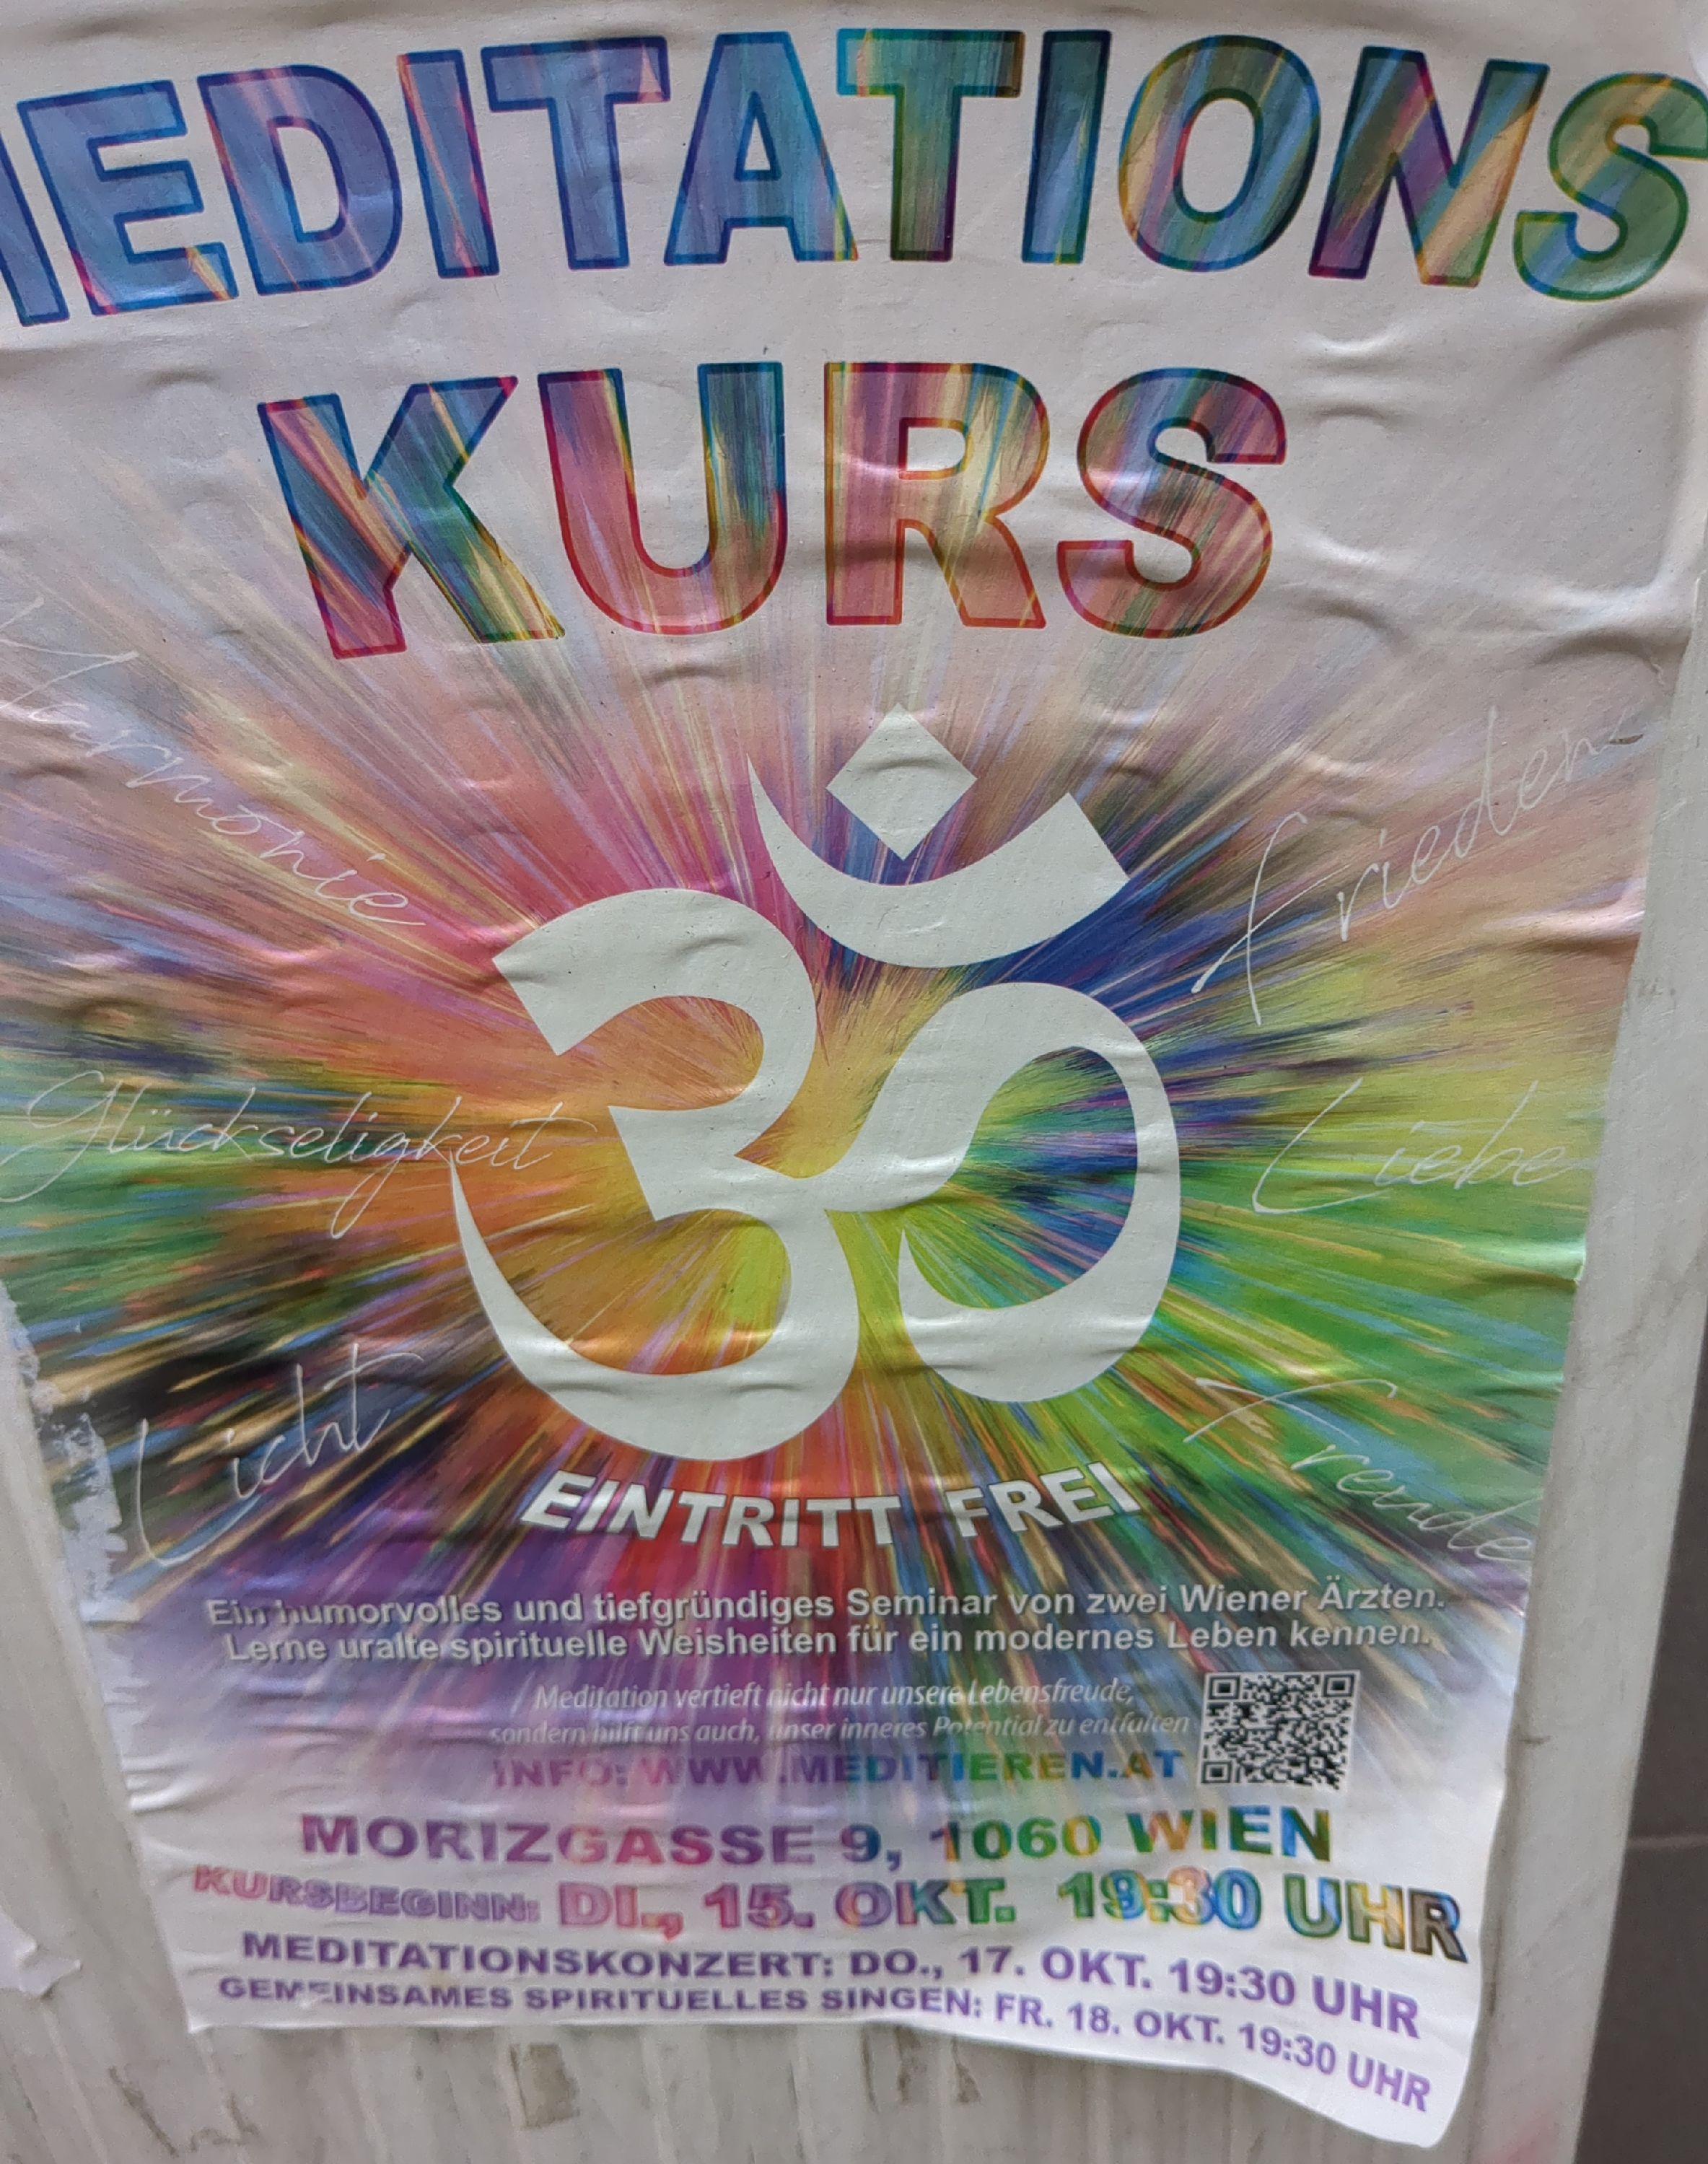 MEDITATIONS
KURS
Harmonie
Frieden
Glückseligkeit
Liebe
Licht
Freude
EINTRITT FREI
Ein humorvolles und tiefgründiges Seminar von zwei Wiener Ärzten.
Lerne uralte spirituelle Weisheiten für ein modernes Leben kennen.
Meditation vertieft nicht nur unsere Lebensfreude,
sondern hilft uns auch, unser inneres Potential zu entfalten
INFO: WWW.MEDITIEREN.AT
MORIZGASSE 9, 1060 WIEN
KURSBEGINN: DI., 15. OKT. 19:30 UHR
MEDITATIONSKONZERT: DO., 17. OKT. 19:30 UHR
GEMEINSAMES SPIRITUELLES SINGEN: FR. 18. OKT. 19:30 UHR